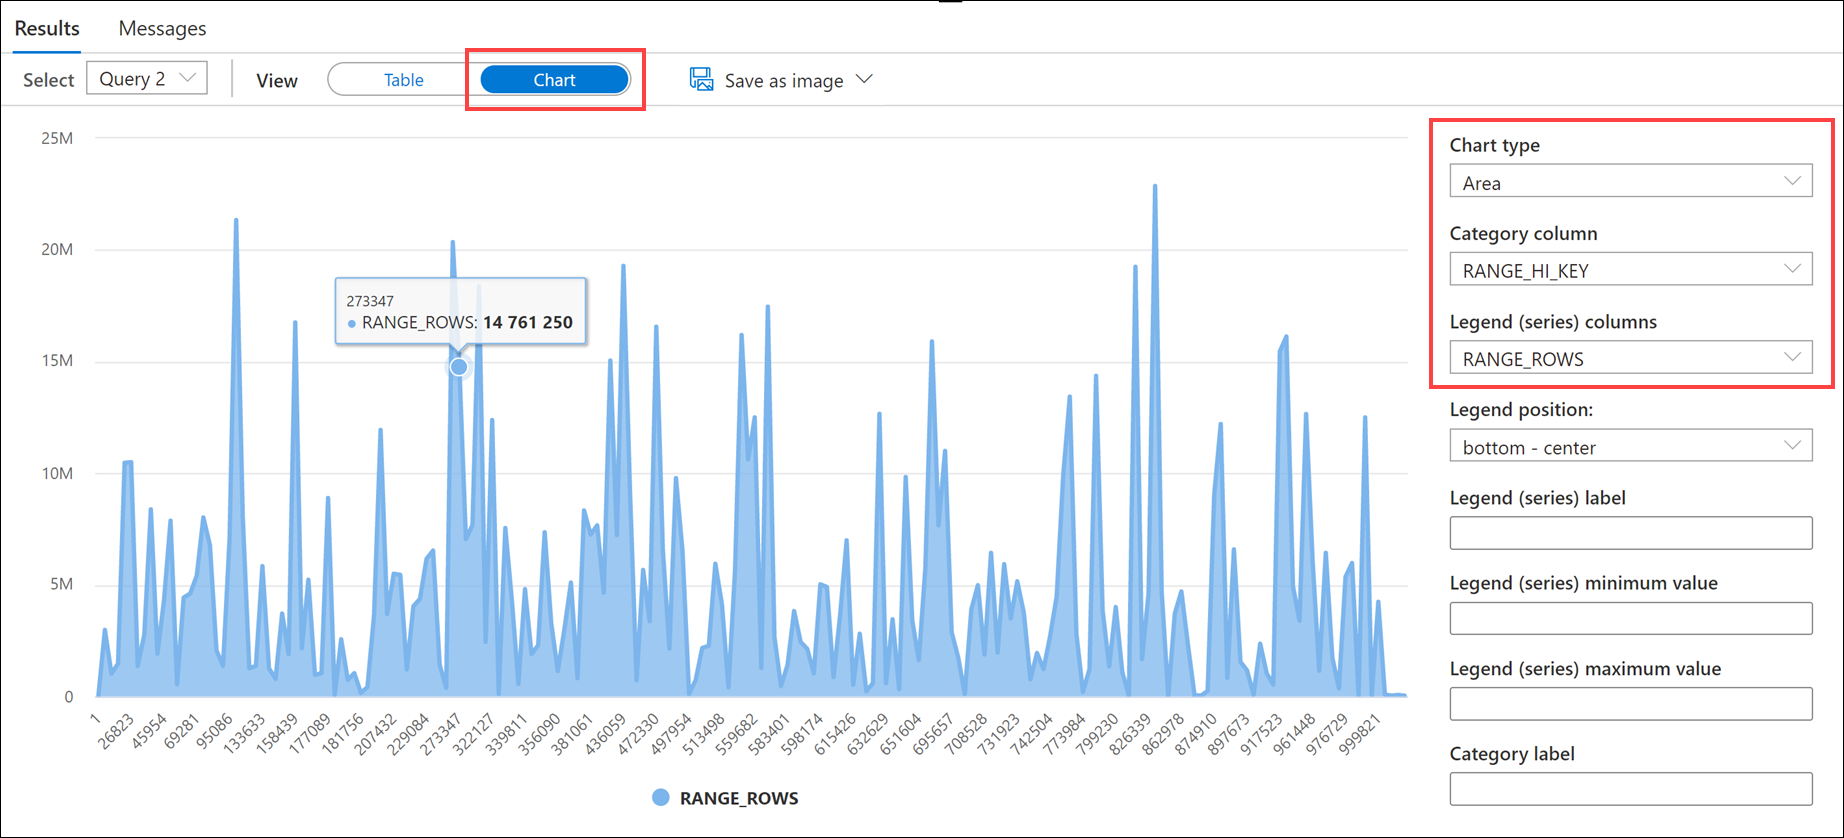 Results Messages
Select Query 2 View Table Chart Save as image
25M
20M
15M
10M
5M
0
273347
RANGE_ROWS: 14 761 250
1 26823 45954 69281 95086 133633 158439 177089 181756 207432 229084 273347 322127 339811 356090 381061 436059 472330 497954 513498 559682 583401 598174 615426 632629 651604 695657 708528 731923 742504 773984 799230 826339 862978 874910 897673 917523 961448 976729 999821
RANGE_ROWS
Chart type
Area
Category column
RANGE_HI_KEY
Legend (series) columns
RANGE_ROWS
Legend position:
bottom - center
Legend (series) label
Legend (series) minimum value
Legend (series) maximum value
Category label